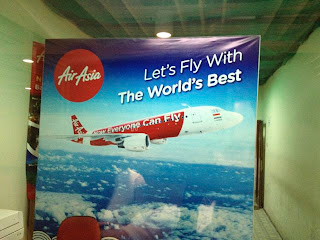 AirAsia
Let's Fly With
The World's Best
Now Everyone Can Fly